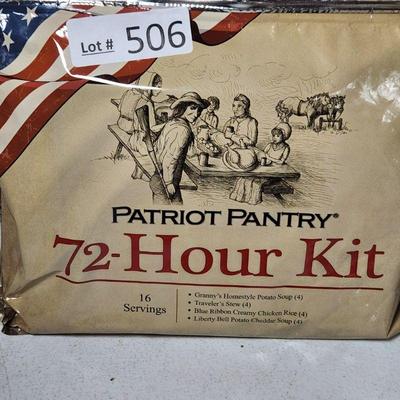 Lot # 506
PATRIOT PANTRY®
72-Hour Kit
16
Servings
• Granny's Homestyle Potato Soup (4)
• Traveler's Stew (4)
• Blue Ribbon Creamy Chicken Rice (4)
• Liberty Bell Potato Cheddar Soup (4)